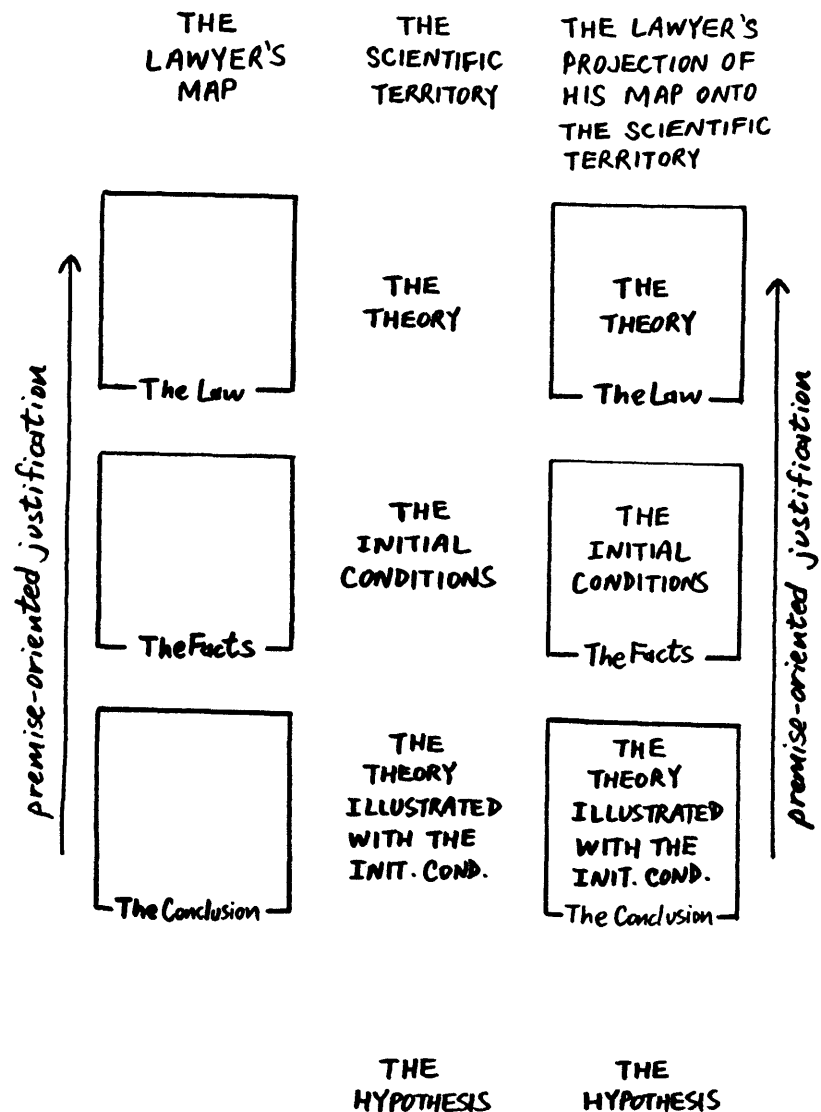 THE
LAWYER'S
MAP
THE
SCIENTIFIC
TERRITORY
THE LAWYER'S
PROJECTION OF
HIS MAP ONTO
THE SCIENTIFIC
TERRITORY
premise-oriented justification
The Law
THE
THEORY
THE
THEORY
The Law
The Facts
THE
INITIAL
CONDITIONS
THE
INITIAL
CONDITIONS
The Facts
The Conclusion
THE
THEORY
ILLUSTRATED
WITH THE
INIT. COND.
THE
THEORY
ILLUSTRATED
WITH THE
INIT. COND.
The Conclusion
premise-oriented justification
THE
HYPOTHESIS
THE
HYPOTHESIS